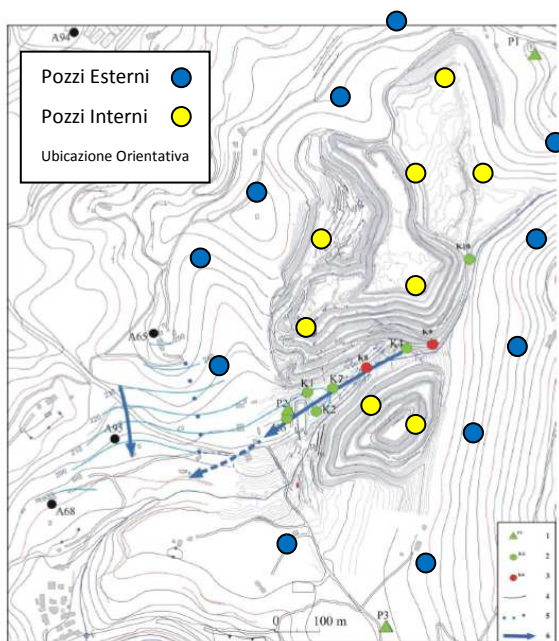 A94
P1
Pozzi Esterni
Pozzi Interni
Ubicazione Orientativa
K10
A65
K4
K9
K8
K7
K1
P2
K2
A93
A68
P3
0 100 m
1
2
3
4
5